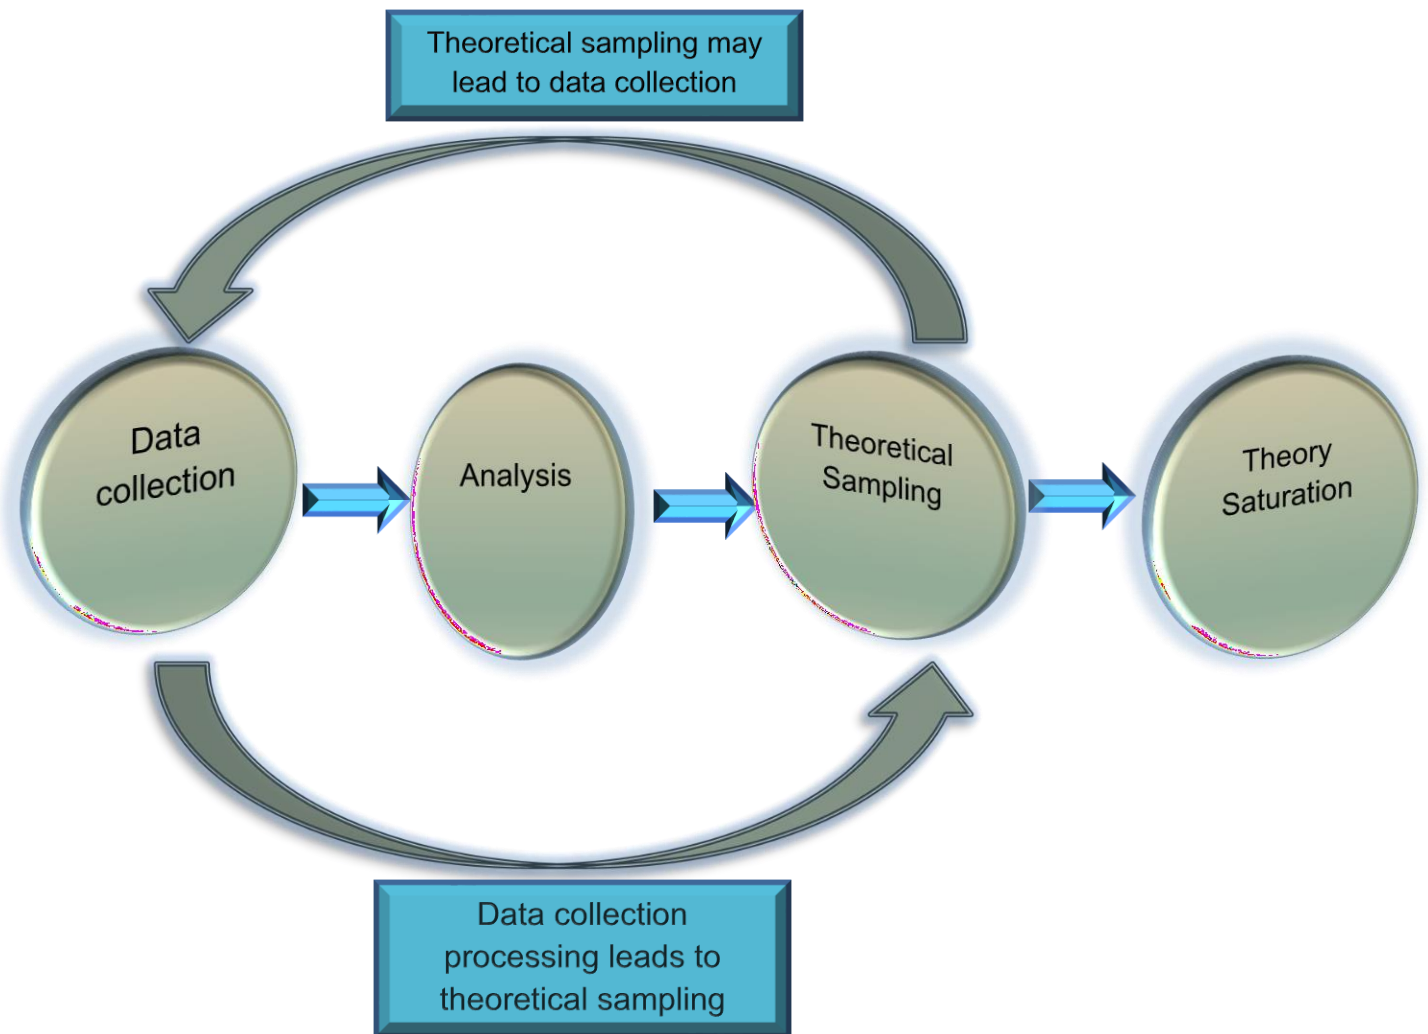 Theoretical sampling may
lead to data collection
Data
collection
Analysis
Theoretical
Sampling
Theory
Saturation
Data collection
processing leads to
theoretical sampling